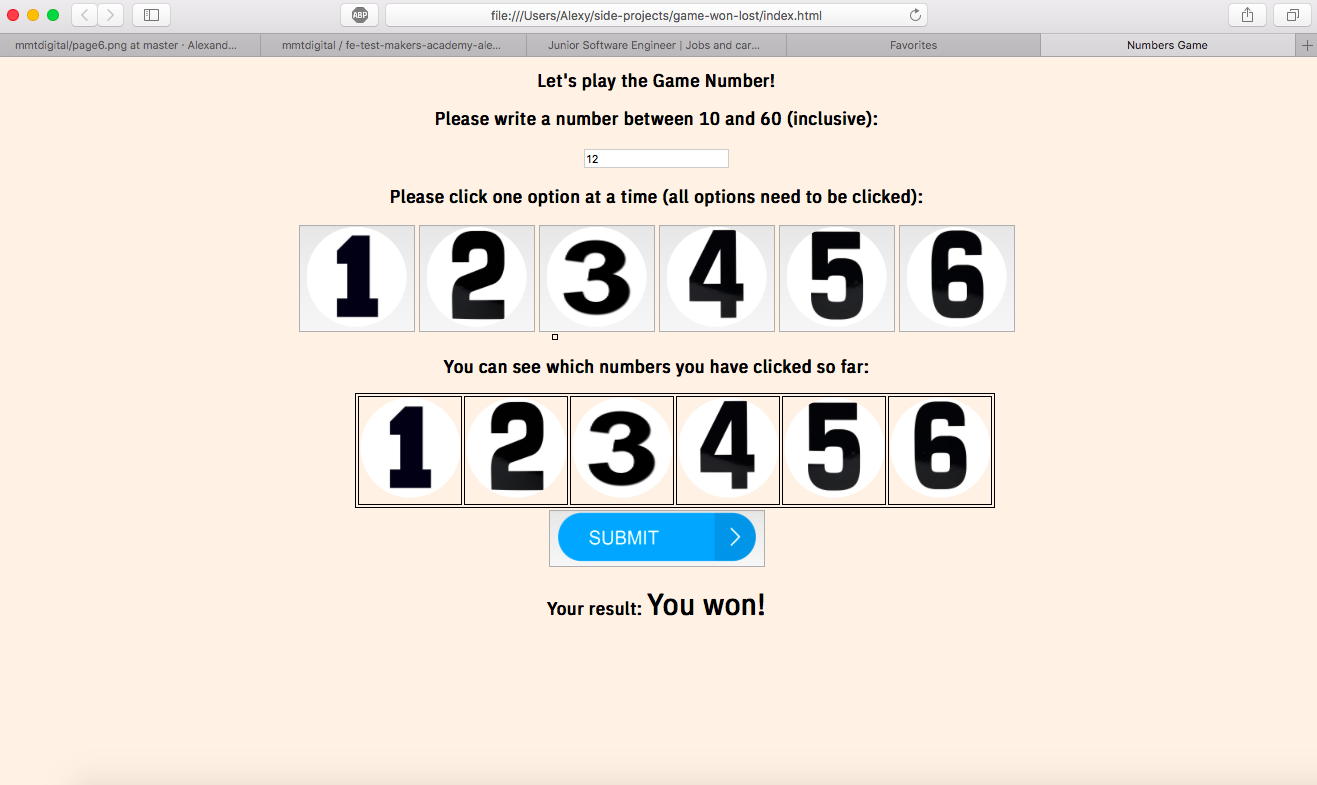 ABP
file:///Users/Alexy/side-projects/game-won-lost/index.html
mmtdigital/page6.png at master · Alexand...
mmtdigital / fe-test-makers-academy-ale...
Junior Software Engineer | Jobs and car...
Favorites
Numbers Game
Let's play the Game Number!
Please write a number between 10 and 60 (inclusive):
12
Please click one option at a time (all options need to be clicked):
1 2 3 4 5 6
You can see which numbers you have clicked so far:
1 2 3 4 5 6
SUBMIT
Your result: You won!